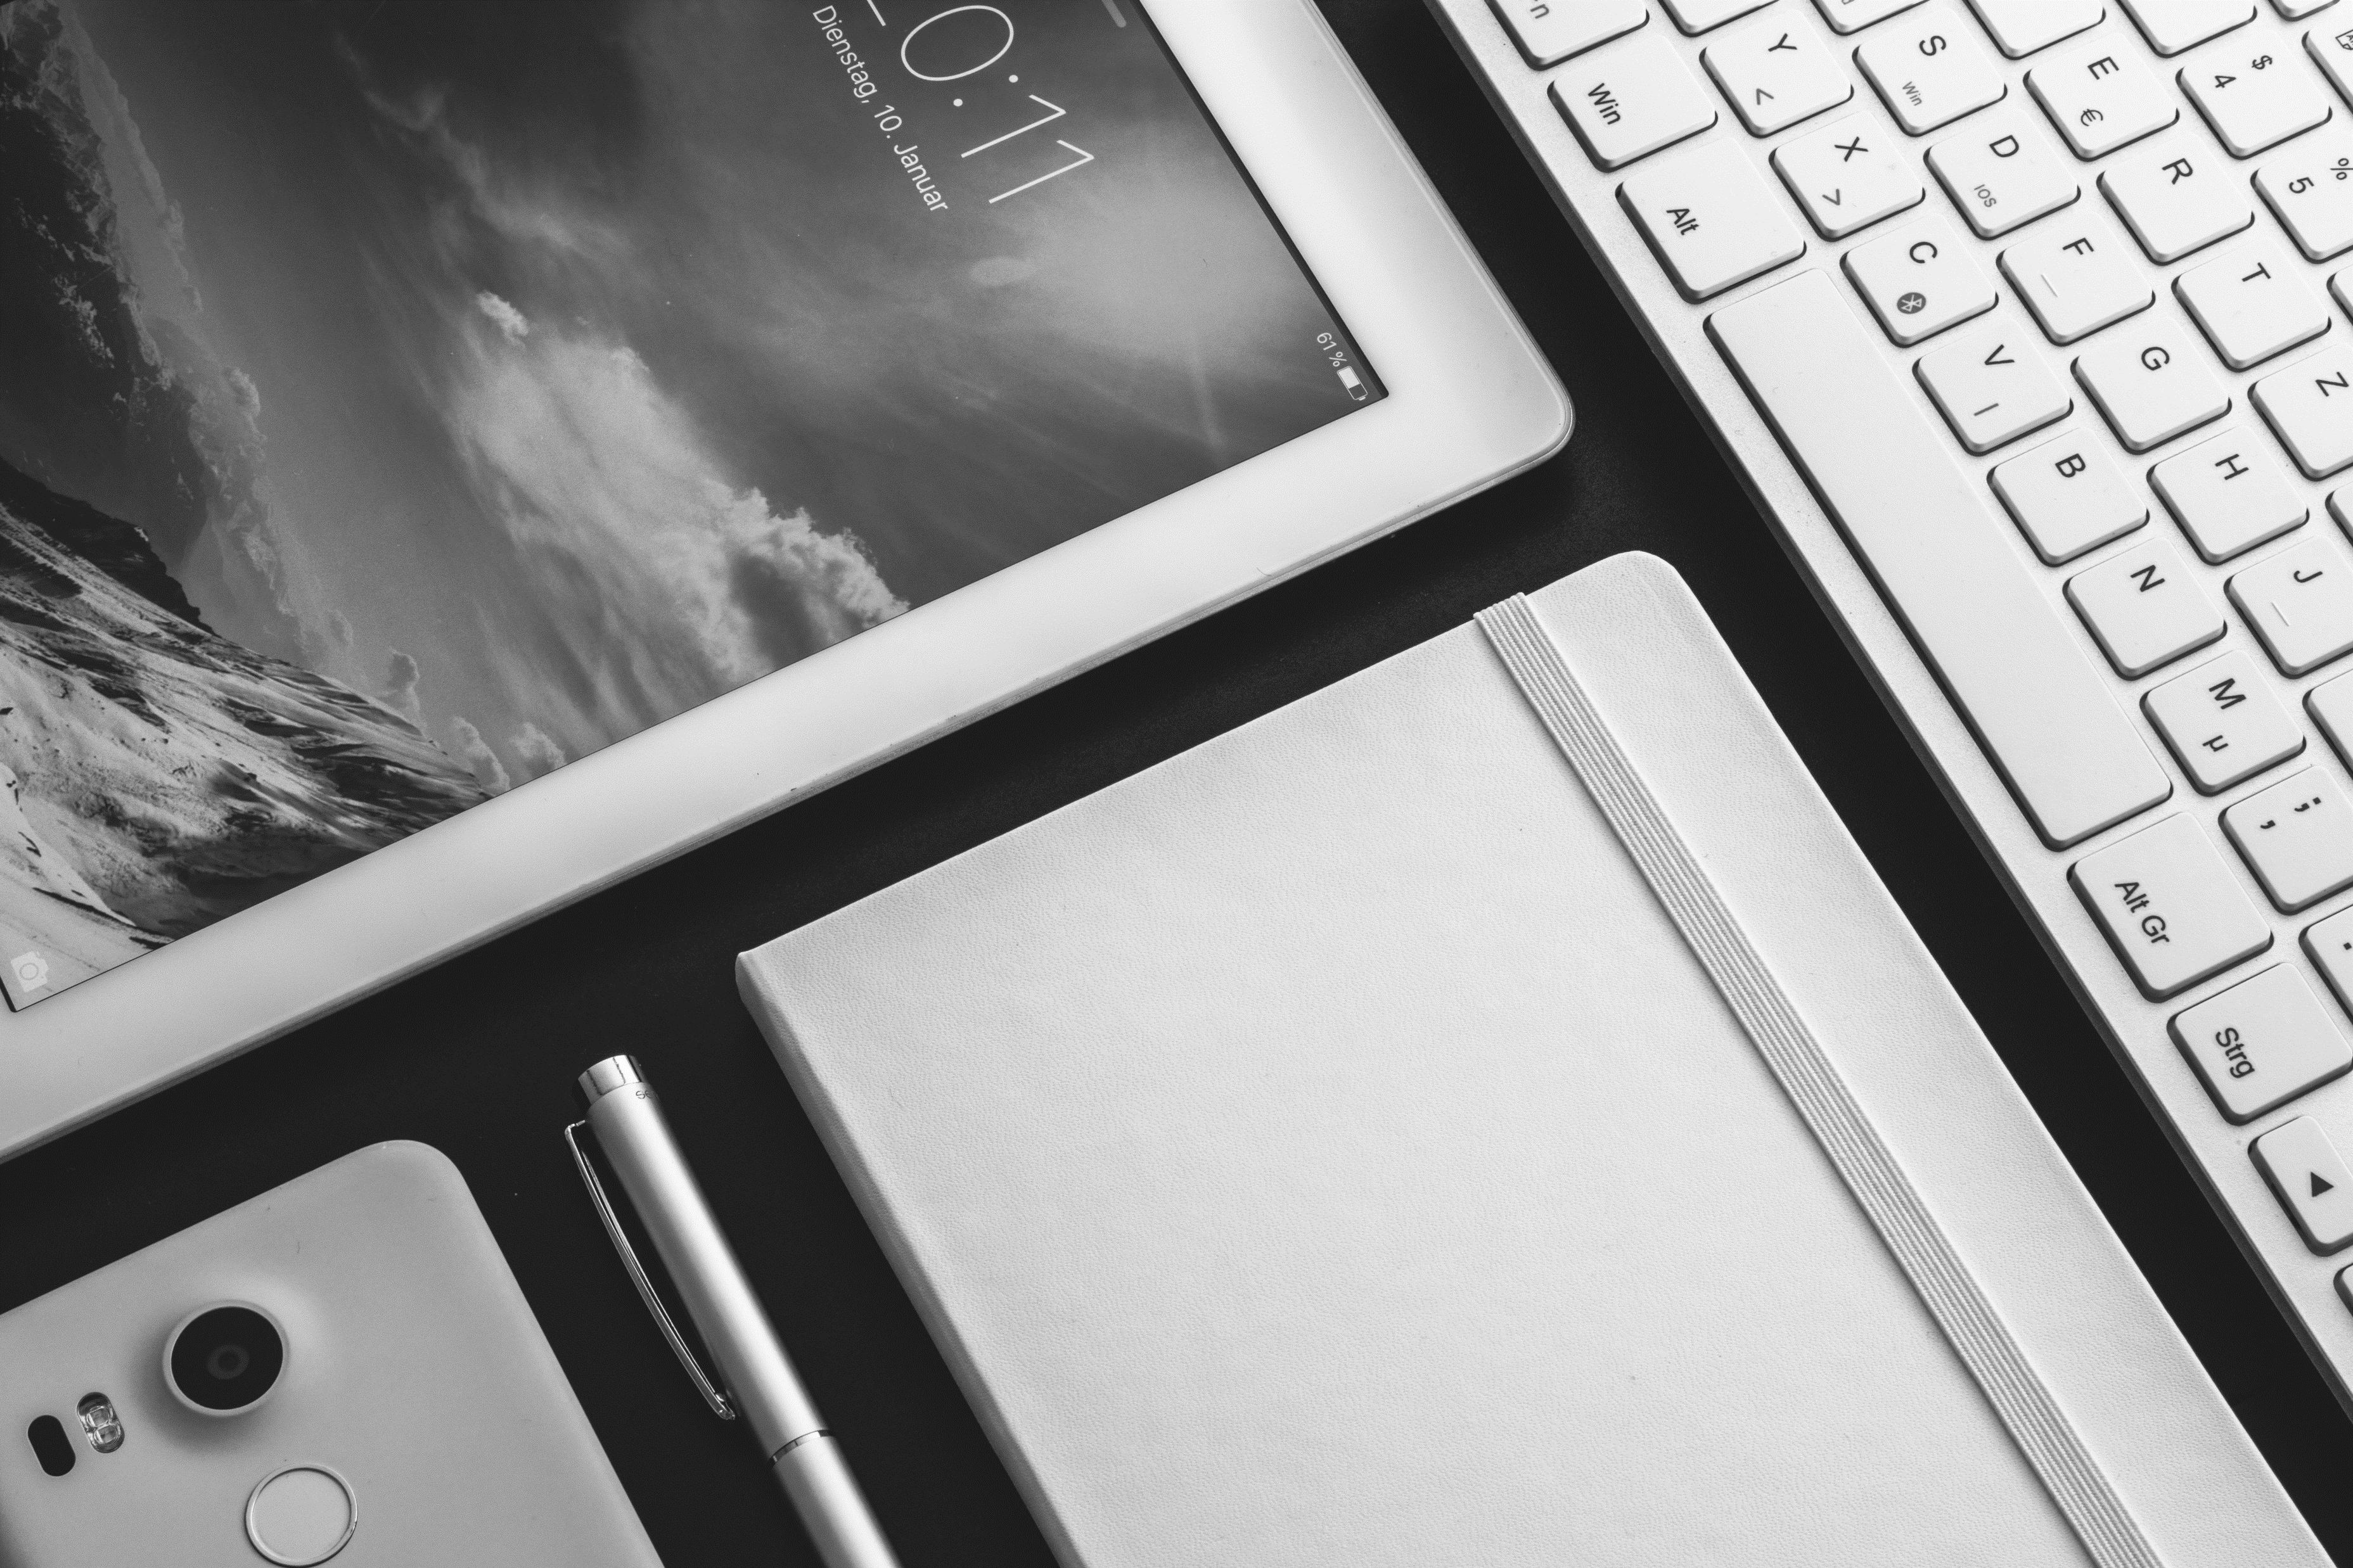 0:11
Dienstag, 10. Januar
61%
$
4
%
5
E
€
R
T
Z
S
Win
D
IOS
F
G
H
J
Y
<
X
>
C
V
B
N
M
µ
;
,
Win
Alt
Alt Gr
Strg